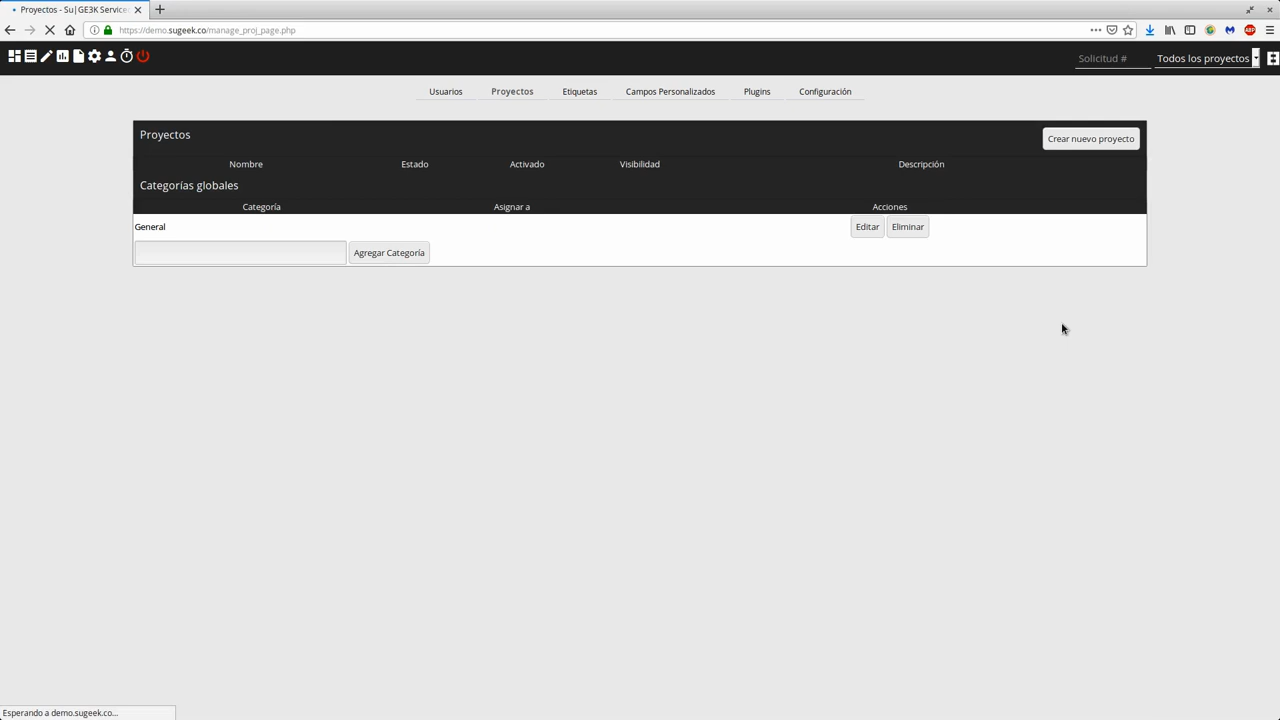 Proyectos - Su|GE3K Service
https://demo.sugeek.co/manage_proj_page.php
Solicitud # Todos los proyectos
Usuarios Proyectos Etiquetas Campos Personalizados Plugins Configuración
Proyectos Crear nuevo proyecto
Nombre Estado Activado Visibilidad Descripción
Categorías globales
Categoría Asignar a Acciones
General Editar Eliminar
Agregar Categoría
Esperando a demo.sugeek.co...